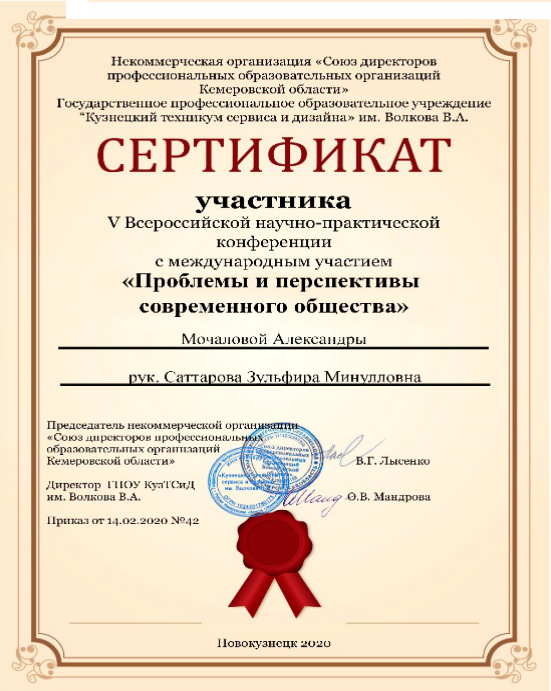 Некоммерческая организация «Союз директоров
профессиональных образовательных организаций
Кемеровской области»
Государственное профессиональное образовательное учреждение
"Кузнецкий техникум сервиса и дизайна» им. Волкова В.А.
СЕРТИФИКАТ
участника
V Всероссийской научно-практической
конференции
с международным участием
«Проблемы и перспективы
современного общества»
Мочаловой Александры
рук. Саттарова Зульфира Минулловна
Председатель некоммерческой организации
«Союз директоров профессиональных
образовательных организаций
Кемеровской области»
В.Г. Лысенко
Директор ГПОУ КузТСиД
им. Волкова В.А.
О.В. Мандрова
Приказ от 14.02.2020 №42
Новокузнецк 2020